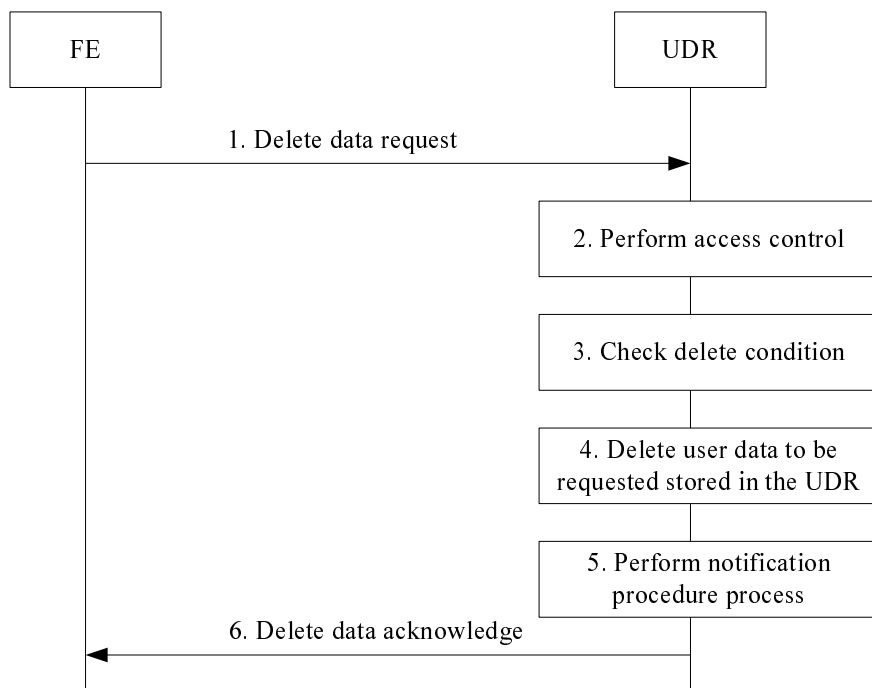 FE
UDR
1. Delete data request
2. Perform access control
3. Check delete condition
4. Delete user data to be
requested stored in the UDR
5. Perform notification
procedure process
6. Delete data acknowledge